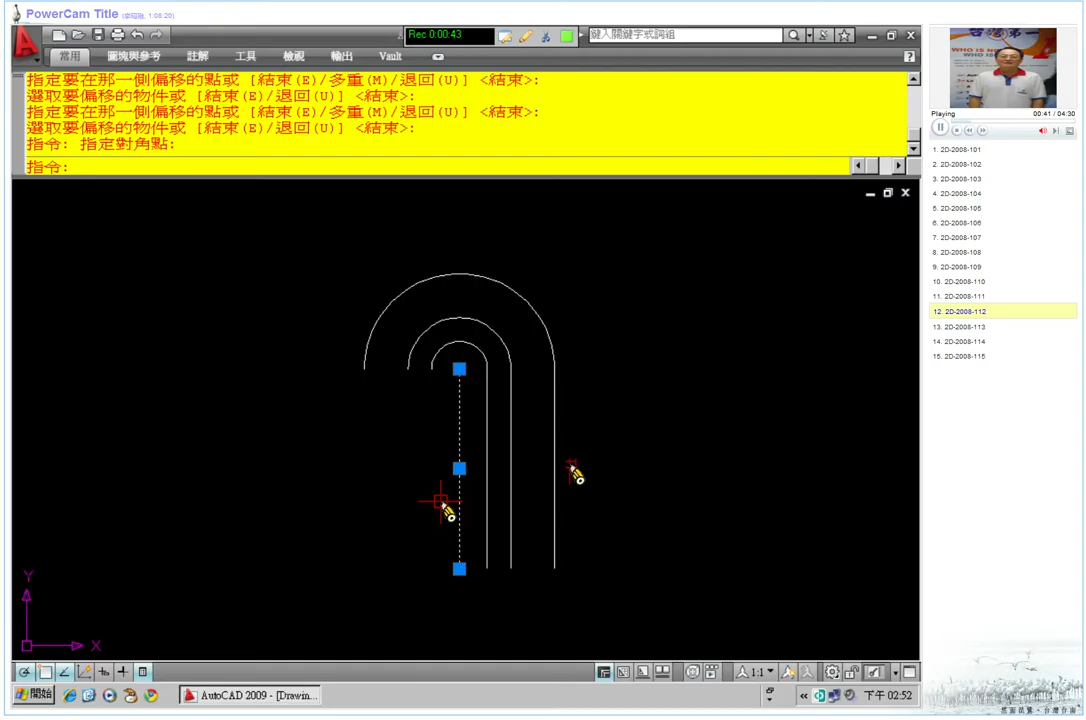 PowerCam Title
Rec 0:00:43
鍵入關鍵字或詞組
常用 圖塊與參考 註解 工具 檢視 輸出 Vault
指定要在那一側偏移的點或 [結束(E)/多重(M)/退回(U)] <結束>:
選取要偏移的物件或 [結束(E)/退回(U)] <結束>:
指定要在那一側偏移的點或 [結束(E)/多重(M)/退回(U)] <結束>:
選取要偏移的物件或 [結束(E)/退回(U)] <結束>:
指令: 指定對角點:
指令:
Y
X
1:1
開始
AutoCAD 2009 - [Drawin...
下午 02:52
WHO IS
Playing 00:41 / 04:30
1. 2D-2008-101
2. 2D-2008-102
3. 2D-2008-103
4. 2D-2008-104
5. 2D-2008-105
6. 2D-2008-106
7. 2D-2008-107
8. 2D-2008-108
9. 2D-2008-109
10. 2D-2008-110
11. 2D-2008-111
12. 2D-2008-112
13. 2D-2008-113
14. 2D-2008-114
15. 2D-2008-115